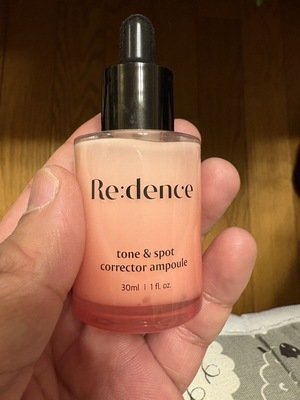 Re:dence
tone & spot
corrector ampoule
30ml | 1 fl. oz.